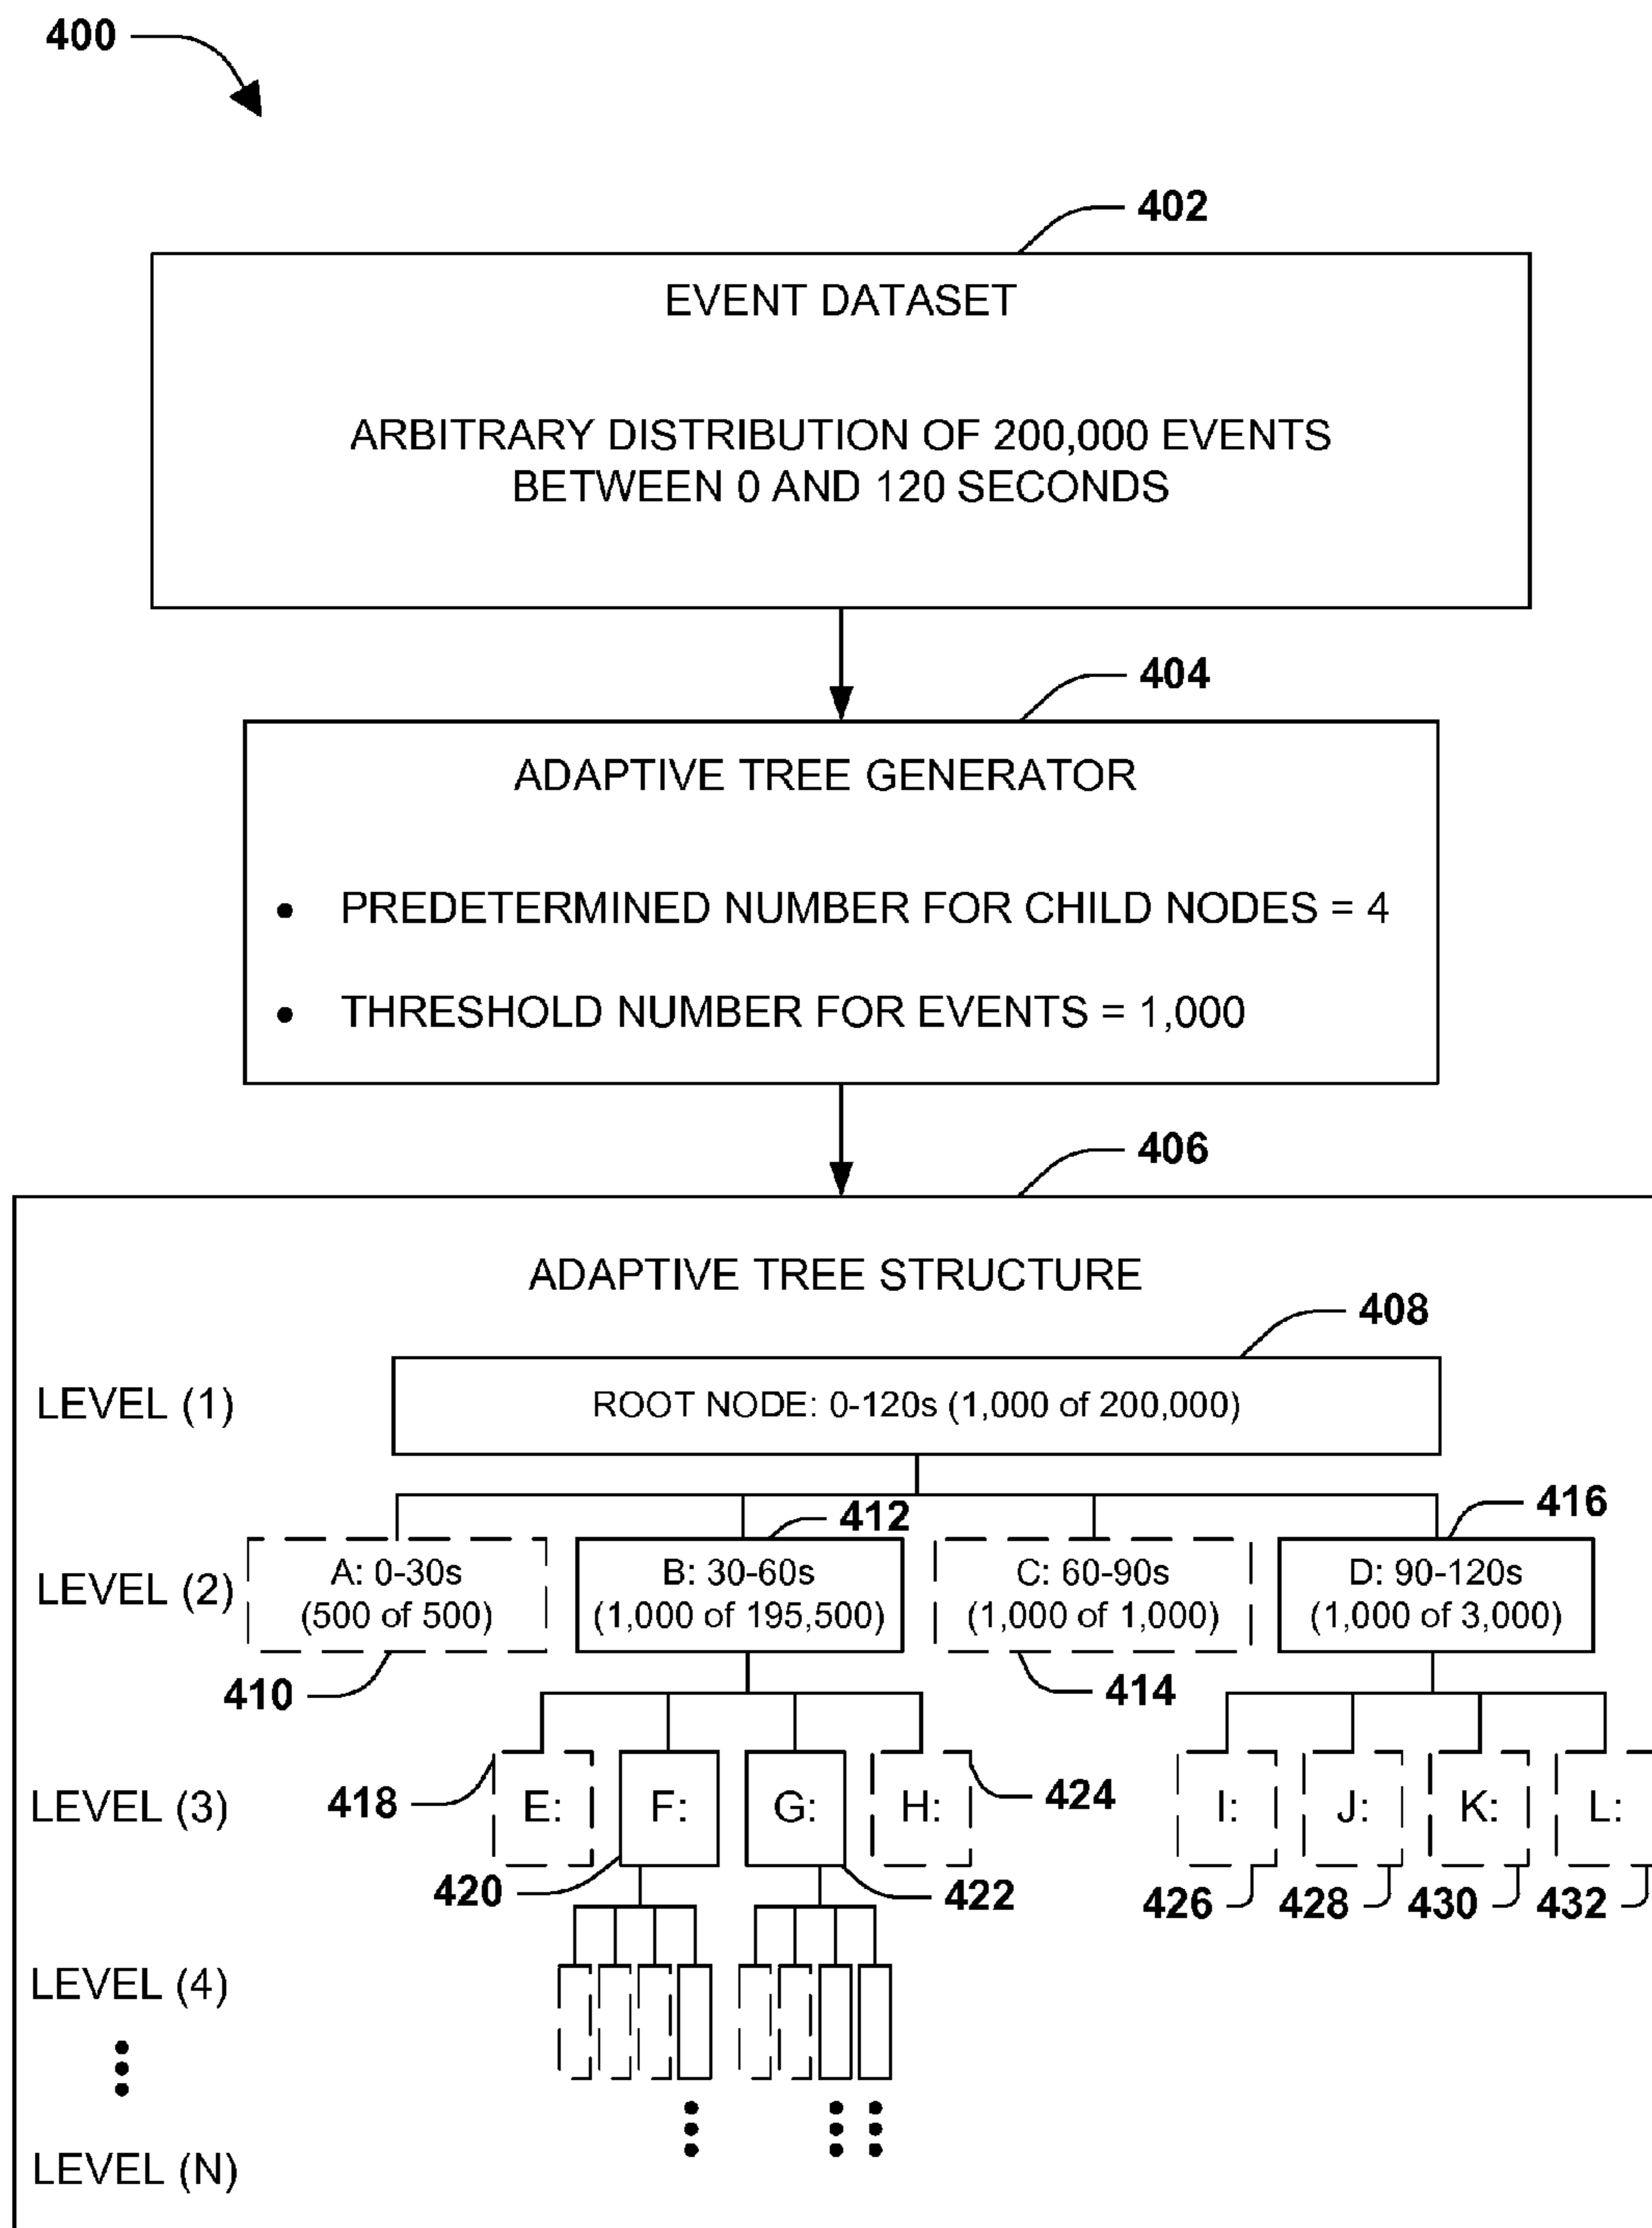 400
402
EVENT DATASET
ARBITRARY DISTRIBUTION OF 200,000 EVENTS
BETWEEN 0 AND 120 SECONDS
404
ADAPTIVE TREE GENERATOR
• PREDETERMINED NUMBER FOR CHILD NODES = 4
• THRESHOLD NUMBER FOR EVENTS = 1,000
406
ADAPTIVE TREE STRUCTURE
408
LEVEL (1)
ROOT NODE: 0-120s (1,000 of 200,000)
412
416
LEVEL (2)
A: 0-30s
(500 of 500)
B: 30-60s
(1,000 of 195,500)
C: 60-90s
(1,000 of 1,000)
D: 90-120s
(1,000 of 3,000)
410
414
LEVEL (3)
418
E:
F:
G:
H:
424
I:
J:
K:
L:
420
422
426
428
430
432
LEVEL (4)
LEVEL (N)